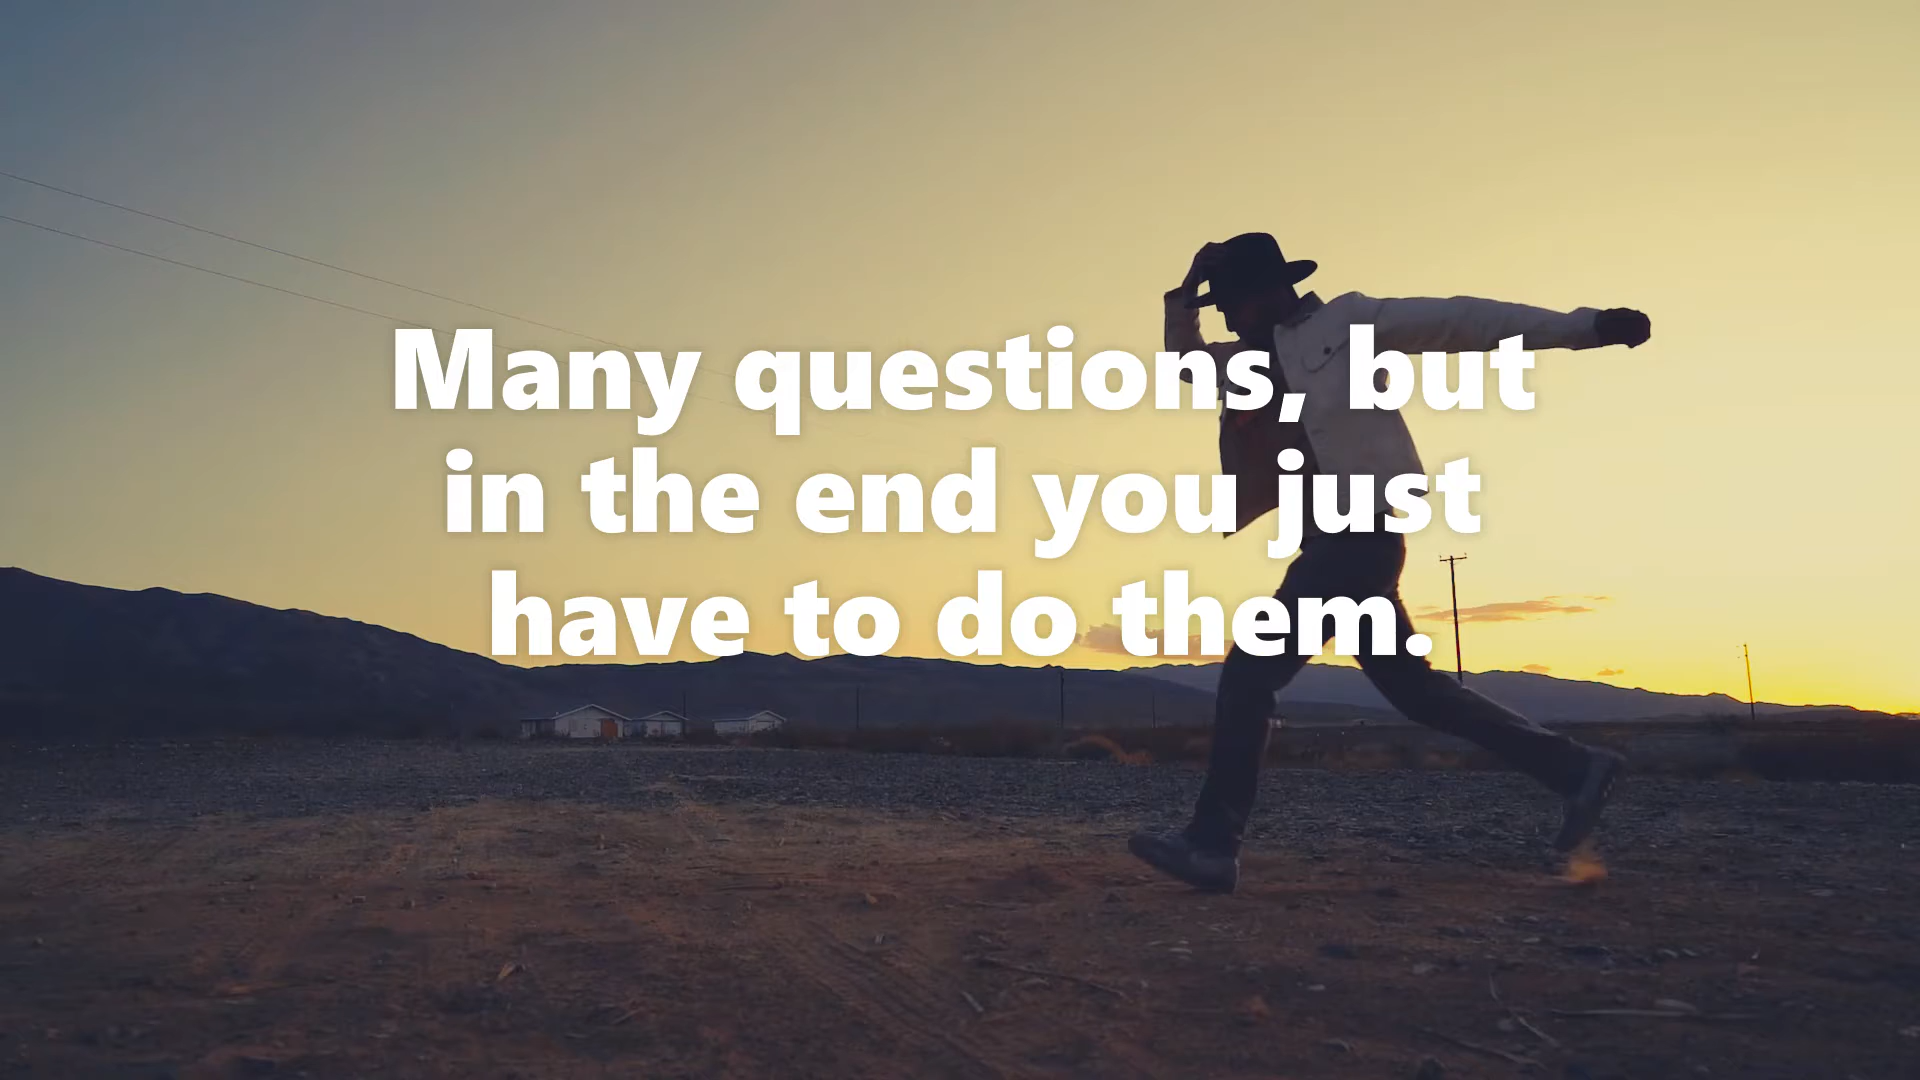 Many questions, but
in the end you just
have to do them.